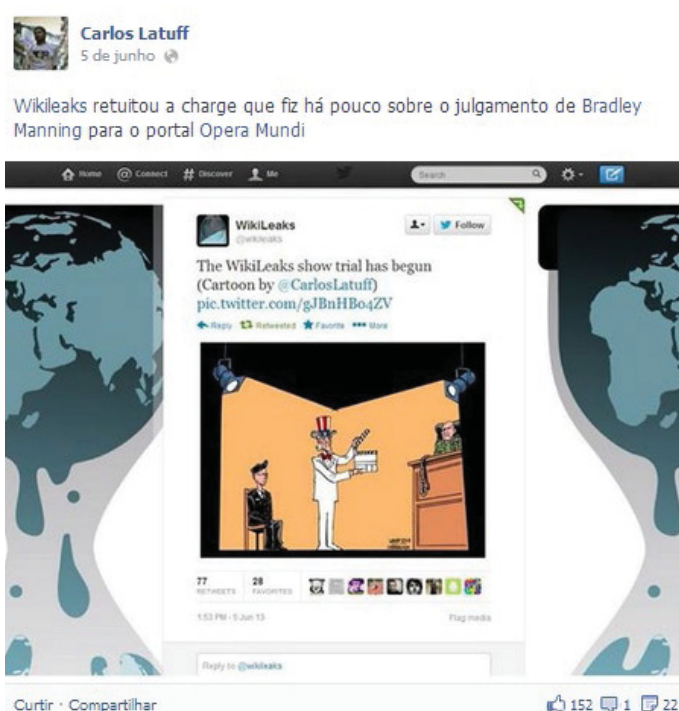 Carlos Latuff
5 de junho
Wikileaks retuitou a charge que fiz há pouco sobre o julgamento de Bradley
Manning para o portal Opera Mundi
Home @ Connect # Discover Me Search
WikiLeaks Follow
@wikileaks
The WikiLeaks show trial has begun
(Cartoon by @CarlosLatuff)
pic.twitter.com/gJBnHBo4ZV
Reply Retweeted Favorite More
77 28
RETWEETS FAVORITES
1:53 PM - 5 Jun 13 Flag media
Reply to @wikileaks
Curtir · Compartilhar 152 1 22